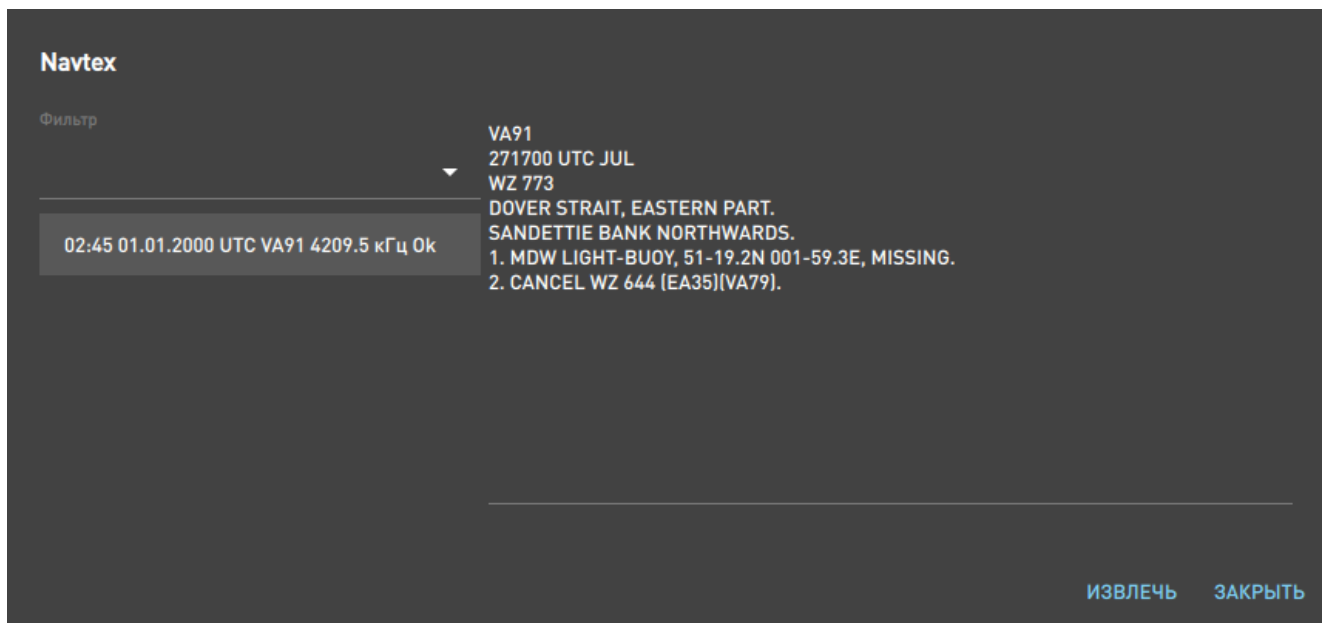 Navtex
Фильтр
02:45 01.01.2000 UTC VA91 4209.5 кГц Ok
VA91
271700 UTC JUL
WZ 773
DOVER STRAIT, EASTERN PART.
SANDETTIE BANK NORTHWARDS.
1. MDW LIGHT-BUOY, 51-19.2N 001-59.3E, MISSING.
2. CANCEL WZ 644 (EA35)(VA79).
ИЗВЛЕЧЬ ЗАКРЫТЬ